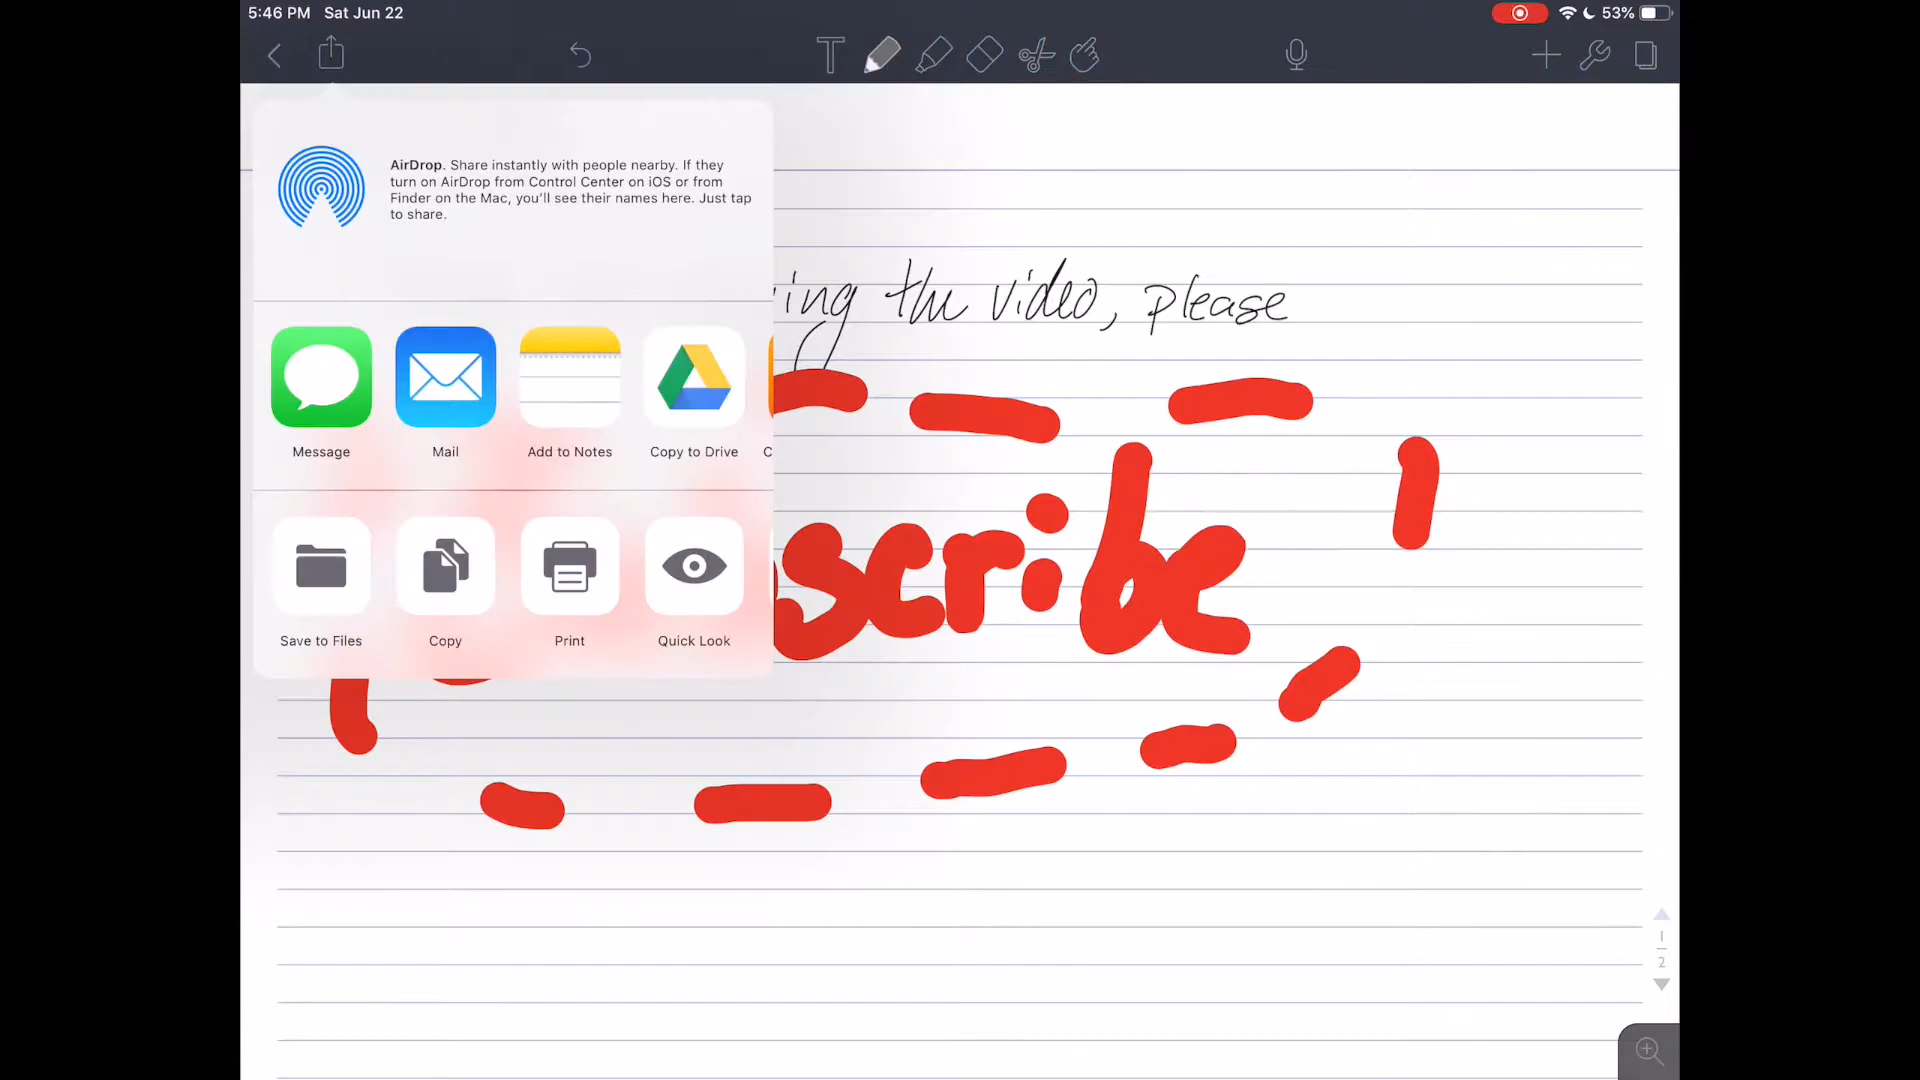 5:46 PM Sat Jun 22
53%
AirDrop. Share instantly with people nearby. If they
turn on AirDrop from Control Center on iOS or from
Finder on the Mac, you'll see their names here. Just tap
to share.
ing the video, please
Message
Mail
Add to Notes
Copy to Drive
C
scribe
Save to Files
Copy
Print
Quick Look
1
2